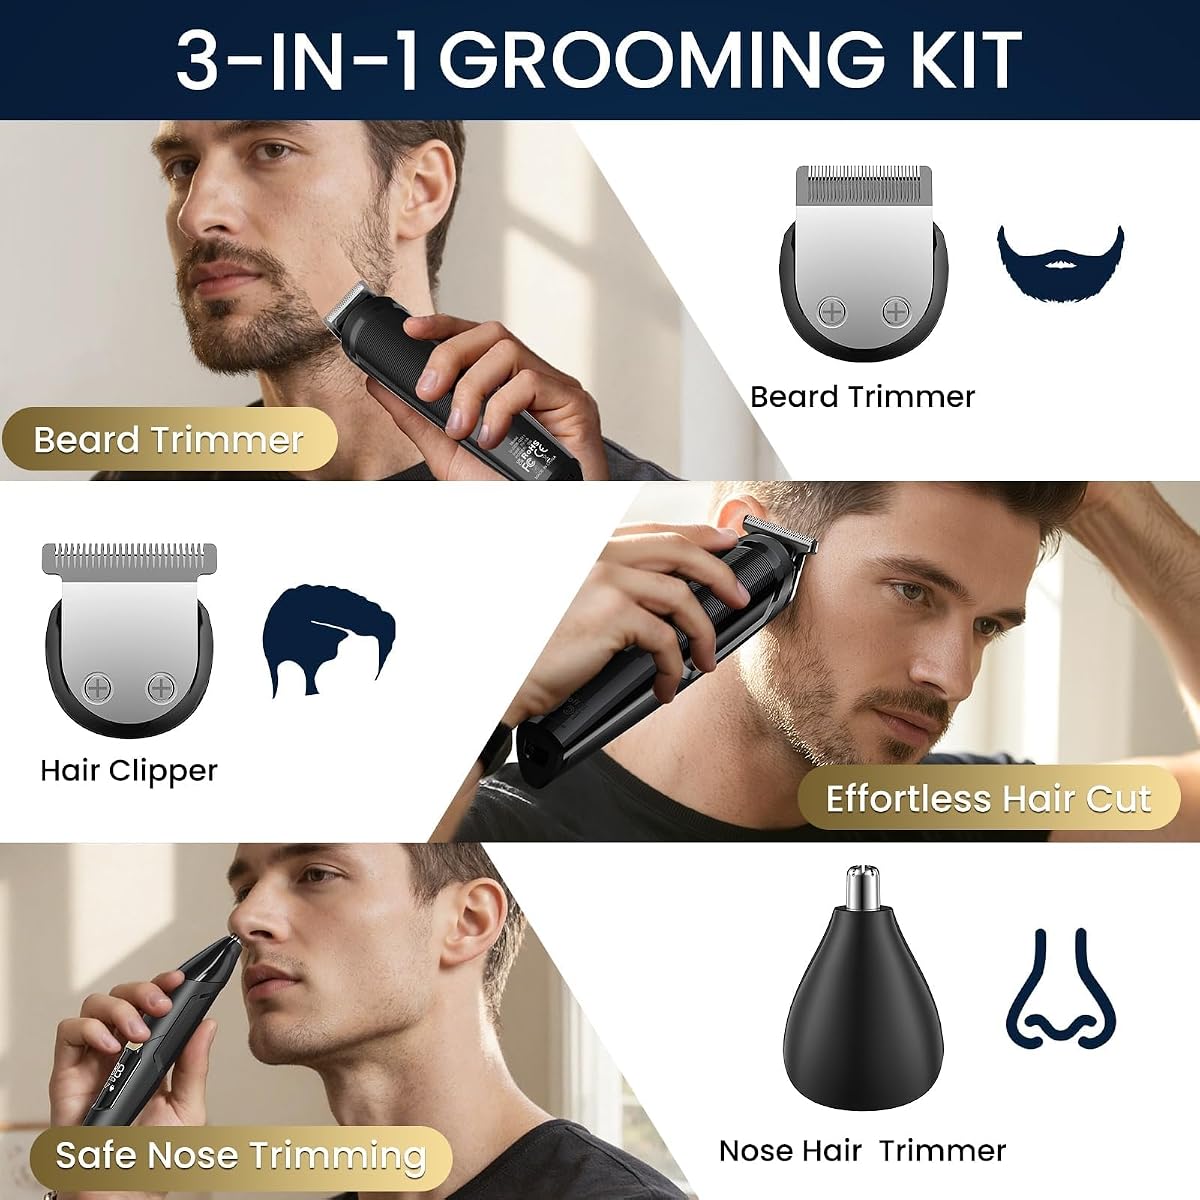 3-IN-1 GROOMING KIT
Beard Trimmer
Beard Trimmer
Hair Clipper
Effortless Hair Cut
Safe Nose Trimming
Nose Hair Trimmer